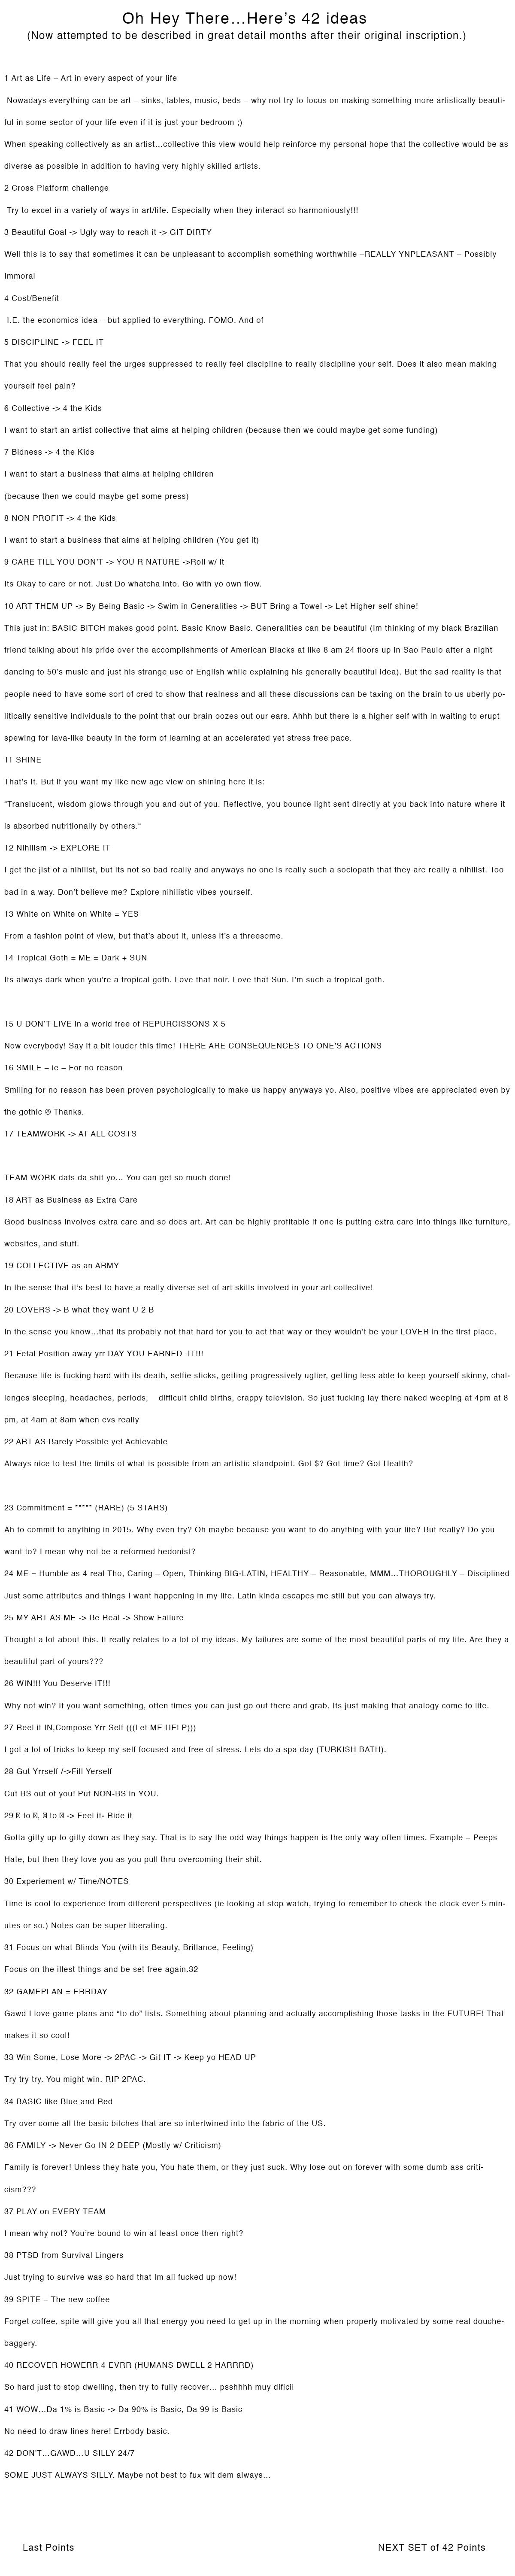 Oh Hey There...Here's 42 ideas
(Now attempted to be described in great detail months after their original inscription.)
1 Art as Life – Art in every aspect of your life
Nowadays everything can be art – sinks, tables, music, beds – why not try to focus on making something more artistically beauti-
ful in some sector of your life even if it is just your bedroom ;)
When speaking collectively as an artist...collective this view would help reinforce my personal hope that the collective would be as
diverse as possible in addition to having very highly skilled artists.
2 Cross Platform challenge
Try to excel in a variety of ways in art/life. Especially when they interact so harmoniously!!!
3 Beautiful Goal -> Ugly way to reach it -> GIT DIRTY
Well this is to say that sometimes it can be unpleasant to accomplish something worthwhile –REALLY YNPLEASANT – Possibly
Immoral
4 Cost/Benefit
I.E. the economics idea – but applied to everything. FOMO. And of
5 DISCIPLINE -> FEEL IT
That you should really feel the urges suppressed to really feel discipline to really discipline your self. Does it also mean making
yourself feel pain?
6 Collective -> 4 the Kids
I want to start an artist collective that aims at helping children (because then we could maybe get some funding)
7 Bidness -> 4 the Kids
I want to start a business that aims at helping children
(because then we could maybe get some press)
8 NON PROFIT -> 4 the Kids
I want to start a business that aims at helping children (You get it)
9 CARE TILL YOU DON'T -> YOU R NATURE ->Roll w/ it
Its Okay to care or not. Just Do whatcha into. Go with yo own flow.
10 ART THEM UP -> By Being Basic -> Swim in Generalities -> BUT Bring a Towel -> Let Higher self shine!
This just in: BASIC BITCH makes good point. Basic Know Basic. Generalities can be beautiful (Im thinking of my black Brazilian
friend talking about his pride over the accomplishments of American Blacks at like 8 am 24 floors up in Sao Paulo after a night
dancing to 50's music and just his strange use of English while explaining his generally beautiful idea). But the sad reality is that
people need to have some sort of cred to show that realness and all these discussions can be taxing on the brain to us uberly po-
litically sensitive individuals to the point that our brain oozes out our ears. Ahhh but there is a higher self with in waiting to erupt
spewing for lava-like beauty in the form of learning at an accelerated yet stress free pace.
11 SHINE
That's It. But if you want my like new age view on shining here it is:
"Translucent, wisdom glows through you and out of you. Reflective, you bounce light sent directly at you back into nature where it
is absorbed nutritionally by others."
12 Nihilism -> EXPLORE IT
I get the jist of a nihilist, but its not so bad really and anyways no one is really such a sociopath that they are really a nihilist. Too
bad in a way. Don't believe me? Explore nihilistic vibes yourself.
13 White on White on White = YES
From a fashion point of view, but that's about it, unless it's a threesome.
14 Tropical Goth = ME = Dark + SUN
Its always dark when you're a tropical goth. Love that noir. Love that Sun. I'm such a tropical goth.
15 U DON'T LIVE in a world free of REPURCISSONS X 5
Now everybody! Say it a bit louder this time! THERE ARE CONSEQUENCES TO ONE'S ACTIONS
16 SMILE – ie – For no reason
Smiling for no reason has been proven psychologically to make us happy anyways yo. Also, positive vibes are appreciated even by
the gothic ☺ Thanks.
17 TEAMWORK -> AT ALL COSTS
TEAM WORK dats da shit yo... You can get so much done!
18 ART as Business as Extra Care
Good business involves extra care and so does art. Art can be highly profitable if one is putting extra care into things like furniture,
websites, and stuff.
19 COLLECTIVE as an ARMY
In the sense that it's best to have a really diverse set of art skills involved in your art collective!
20 LOVERS -> B what they want U 2 B
In the sense you know...that its probably not that hard for you to act that way or they wouldn't be your LOVER in the first place.
21 Fetal Position away yrr DAY YOU EARNED  IT!!!
Because life is fucking hard with its death, selfie sticks, getting progressively uglier, getting less able to keep yourself skinny, chal-
lenges sleeping, headaches, periods,    difficult child births, crappy television. So just fucking lay there naked weeping at 4pm at 8
pm, at 4am at 8am when evs really
22 ART AS Barely Possible yet Achievable
Always nice to test the limits of what is possible from an artistic standpoint. Got $? Got time? Got Health?
23 Commitment = ***** (RARE) (5 STARS)
Ah to commit to anything in 2015. Why even try? Oh maybe because you want to do anything with your life? But really? Do you
want to? I mean why not be a reformed hedonist?
24 ME = Humble as 4 real Tho, Caring – Open, Thinking BIG-LATIN, HEALTHY – Reasonable, MMM...THOROUGHLY – Disciplined
Just some attributes and things I want happening in my life. Latin kinda escapes me still but you can always try.
25 MY ART AS ME -> Be Real -> Show Failure
Thought a lot about this. It really relates to a lot of my ideas. My failures are some of the most beautiful parts of my life. Are they a
beautiful part of yours???
26 WIN!!! You Deserve IT!!!
Why not win? If you want something, often times you can just go out there and grab. Its just making that analogy come to life.
27 Reel it IN,Compose Yrr Self (((Let ME HELP)))
I got a lot of tricks to keep my self focused and free of stress. Lets do a spa day (TURKISH BATH).
28 Gut Yrrself /->Fill Yerself
Cut BS out of you! Put NON-BS in YOU.
29 to , to -> Feel it- Ride it
Gotta gitty up to gitty down as they say. That is to say the odd way things happen is the only way often times. Example – Peeps
Hate, but then they love you as you pull thru overcoming their shit.
30 Experiement w/ Time/NOTES
Time is cool to experience from different perspectives (ie looking at stop watch, trying to remember to check the clock ever 5 min-
utes or so.) Notes can be super liberating.
31 Focus on what Blinds You (with its Beauty, Brillance, Feeling)
Focus on the illest things and be set free again.32
32 GAMEPLAN = ERRDAY
Gawd I love game plans and "to do" lists. Something about planning and actually accomplishing those tasks in the FUTURE! That
makes it so cool!
33 Win Some, Lose More -> 2PAC -> Git IT -> Keep yo HEAD UP
Try try try. You might win. RIP 2PAC.
34 BASIC like Blue and Red
Try over come all the basic bitches that are so intertwined into the fabric of the US.
36 FAMILY -> Never Go IN 2 DEEP (Mostly w/ Criticism)
Family is forever! Unless they hate you, You hate them, or they just suck. Why lose out on forever with some dumb ass criti-
cism???
37 PLAY on EVERY TEAM
I mean why not? You're bound to win at least once then right?
38 PTSD from Survival Lingers
Just trying to survive was so hard that Im all fucked up now!
39 SPITE – The new coffee
Forget coffee, spite will give you all that energy you need to get up in the morning when properly motivated by some real douche-
baggery.
40 RECOVER HOWERR 4 EVRR (HUMANS DWELL 2 HARRRD)
So hard just to stop dwelling, then try to fully recover... psshhhh muy dificil
41 WOW...Da 1% is Basic -> Da 90% is Basic, Da 99 is Basic
No need to draw lines here! Errbody basic.
42 DON'T...GAWD...U SILLY 24/7
SOME JUST ALWAYS SILLY. Maybe not best to fux wit dem always...
Last Points
NEXT SET of 42 Points